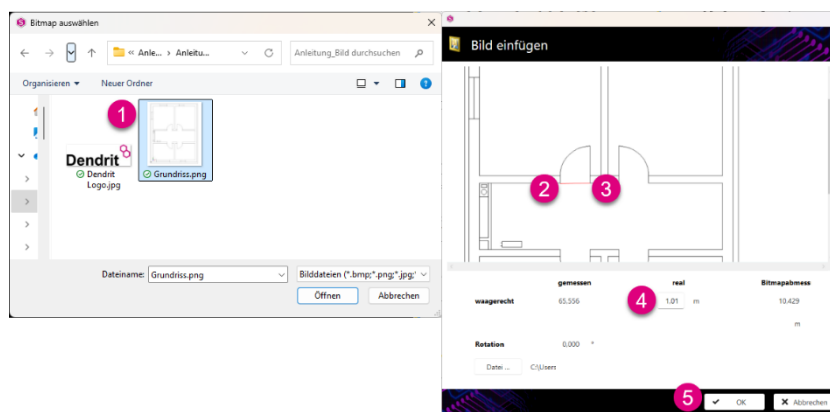 Bitmap auswählen
« Anle... › Anleitu...
Anleitung_Bild durchsuchen
Organisieren
Neuer Ordner
1
Dendrit
Dendrit
Logo.jpg
Grundriss.png
Dateiname:
Grundriss.png
Bilddateien (*.bmp;*.png;*.jpg;*
Öffnen
Abbrechen
Bild einfügen
2
3
gemessen
real
Bitmapabmess
waagerecht
65.556
4
1.01
m
10.429
m
Rotation
0.000
°
Datei ...
C:\Users
5
OK
Abbrechen